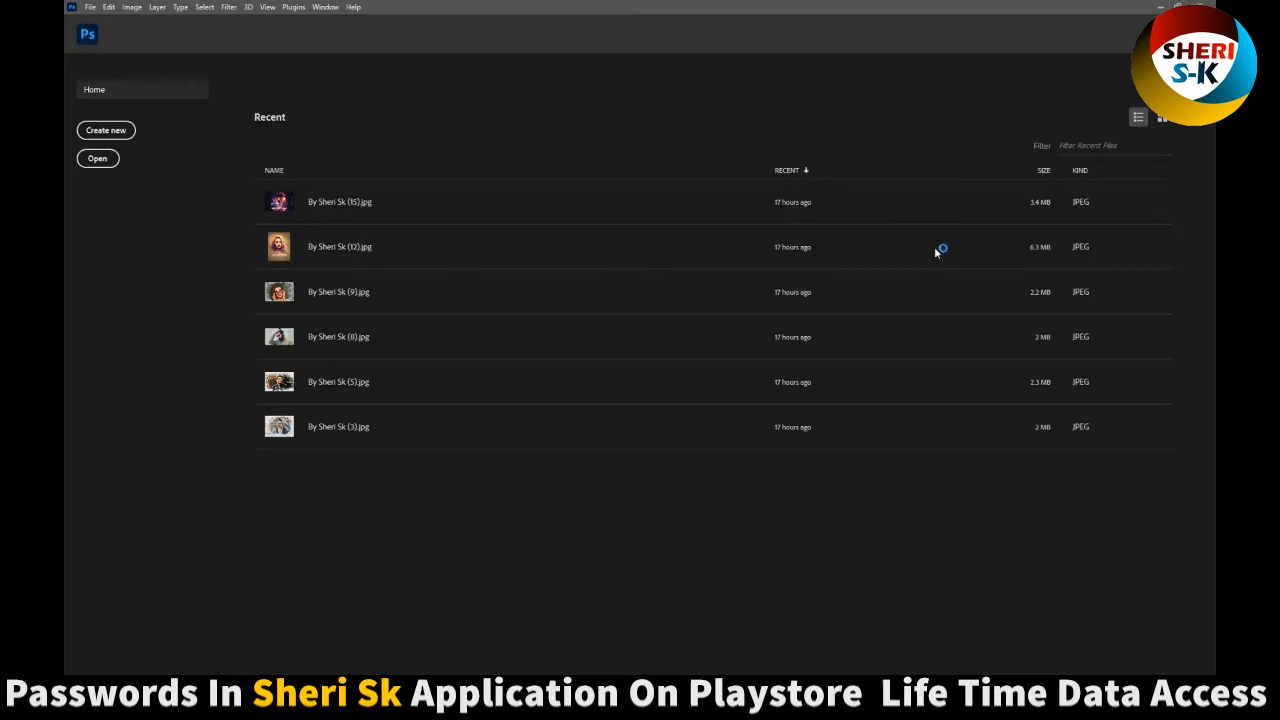 Ps File Edit Image Layer Type Select Filter 3D View Plugins Window Help
Ps
SHERI
S-K
Home
Recent
Create new
Filter Filter Recent Files
Open
NAME RECENT ↓ SIZE KIND
By Sheri Sk (15).jpg 17 hours ago 3.4 MB JPEG
By Sheri Sk (12).jpg 17 hours ago 6.3 MB JPEG
By Sheri Sk (9).jpg 17 hours ago 2.2 MB JPEG
By Sheri Sk (8).jpg 17 hours ago 2 MB JPEG
By Sheri Sk (5).jpg 17 hours ago 2.3 MB JPEG
By Sheri Sk (3).jpg 17 hours ago 2 MB JPEG
Passwords In Sheri Sk Application On Playstore Life Time Data Access